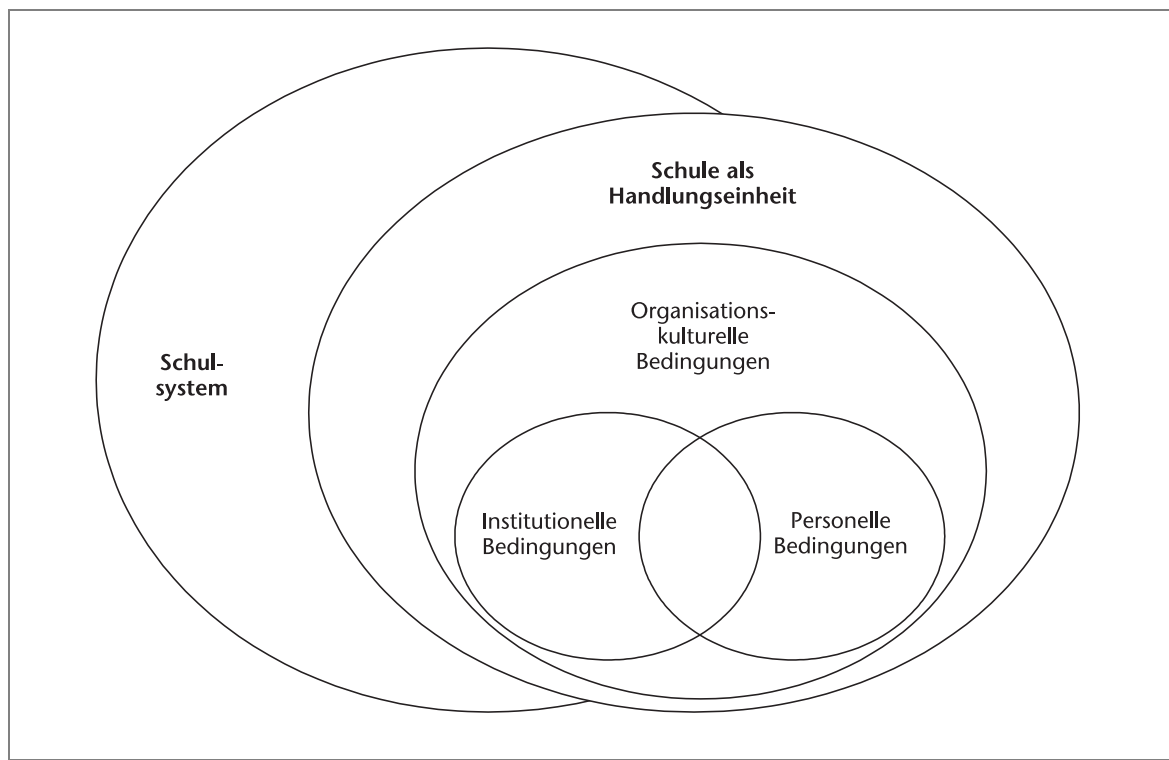 Schule als
Handlungseinheit
Organisations-
kulturelle
Bedingungen
Schul-
system
Institutionelle
Bedingungen
Personelle
Bedingungen